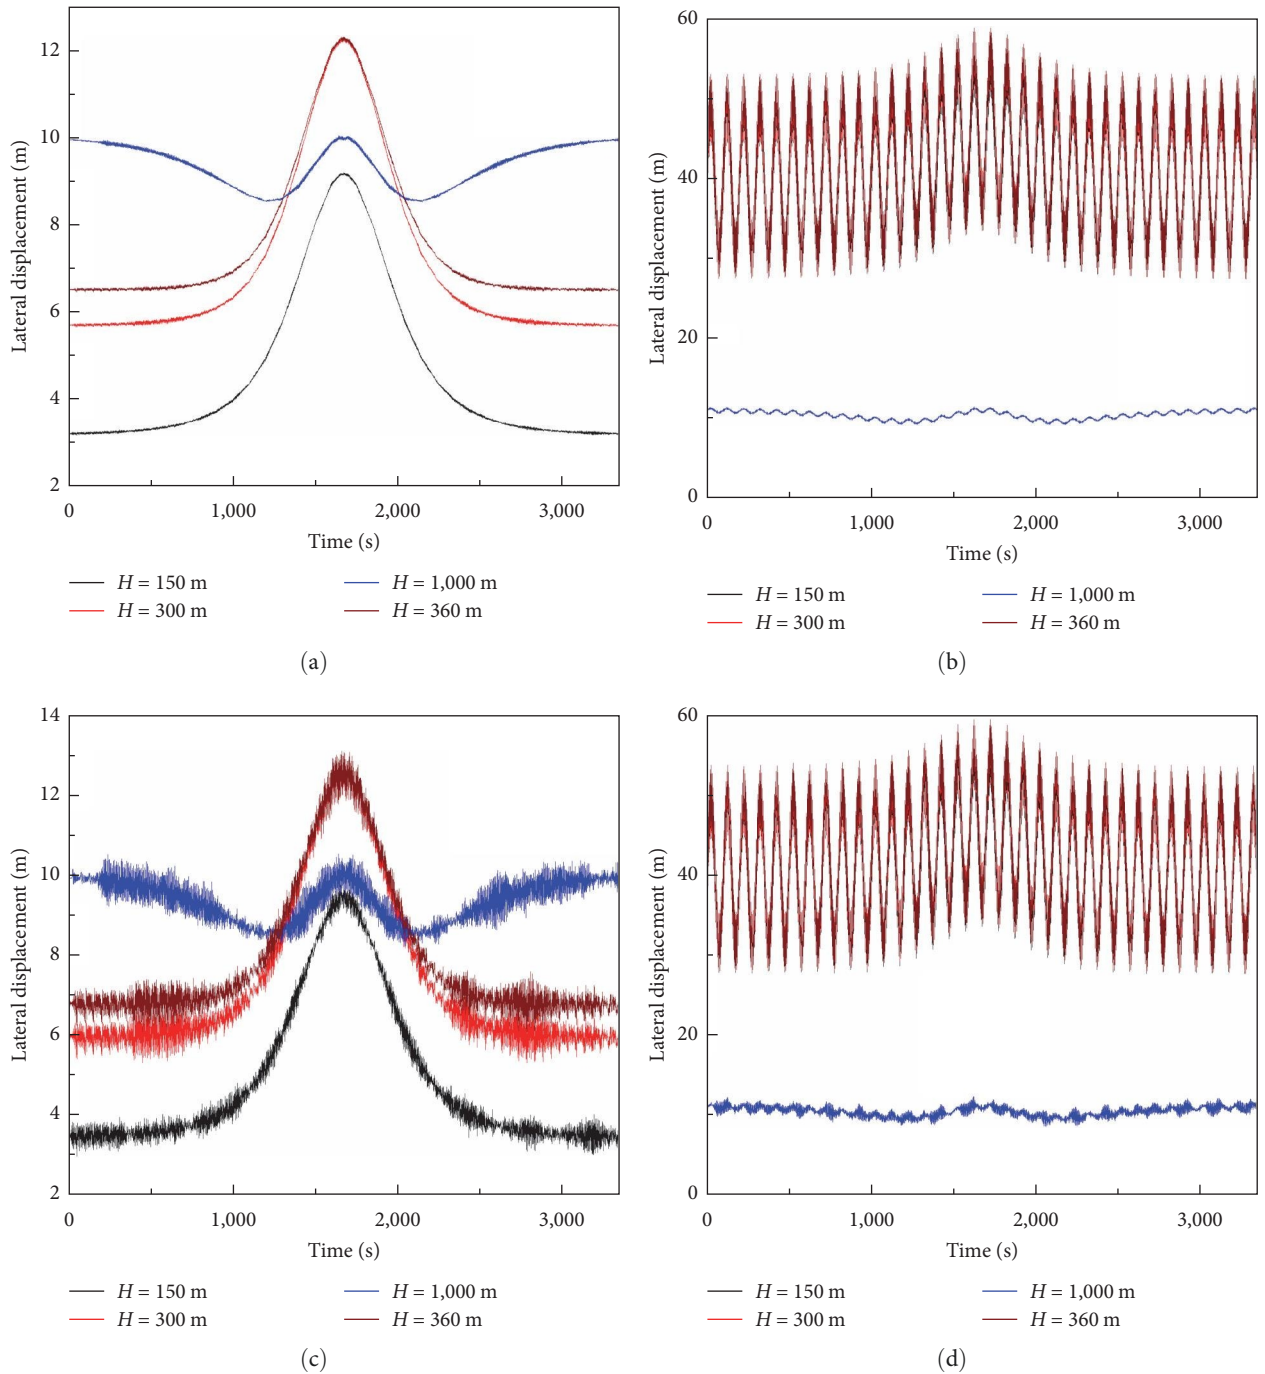 12
10
8
6
4
2
Lateral displacement (m)
0
1,000
2,000
3,000
Time (s)
H = 150 m
H = 1,000 m
H = 300 m
H = 360 m
(a)
60
40
20
0
Lateral displacement (m)
0
1,000
2,000
3,000
Time (s)
H = 150 m
H = 1,000 m
H = 300 m
H = 360 m
(b)
14
12
10
8
6
4
2
Lateral displacement (m)
0
1,000
2,000
3,000
Time (s)
H = 150 m
H = 1,000 m
H = 300 m
H = 360 m
(c)
60
40
20
0
Lateral displacement (m)
0
1,000
2,000
3,000
Time (s)
H = 150 m
H = 1,000 m
H = 300 m
H = 360 m
(d)